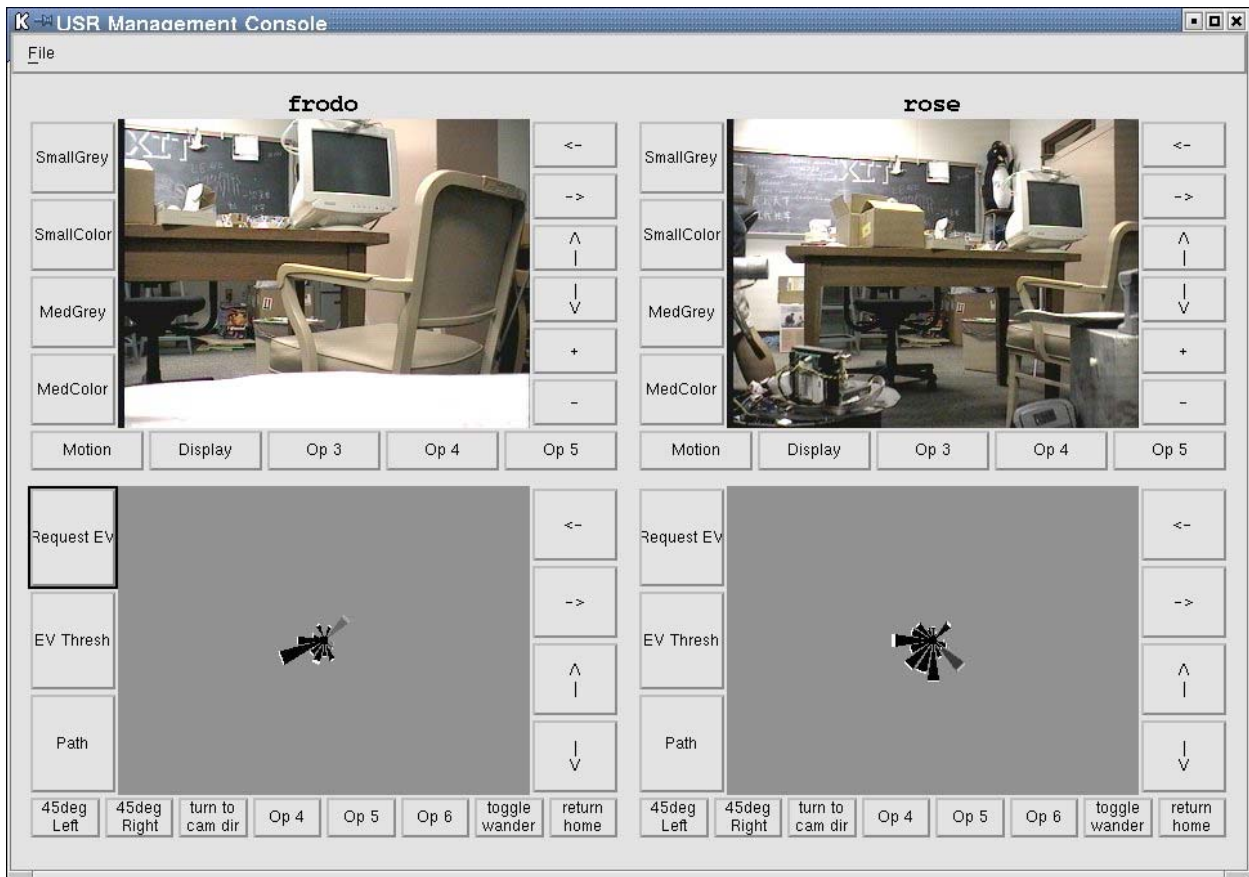 USR Management Console
File
frodo
SmallGrey
SmallColor
MedGrey
MedColor
<-
->
^
|
|
V
+
-
Motion Display Op 3 Op 4 Op 5
Request EV
EV Thresh
Path
<-
->
^
|
|
V
45deg Left
45deg Right
turn to cam dir
Op 4
Op 5
Op 6
toggle wander
return home
rose
SmallGrey
SmallColor
MedGrey
MedColor
<-
->
^
|
|
V
+
-
Motion Display Op 3 Op 4 Op 5
Request EV
EV Thresh
Path
<-
->
^
|
|
V
45deg Left
45deg Right
turn to cam dir
Op 4
Op 5
Op 6
toggle wander
return home